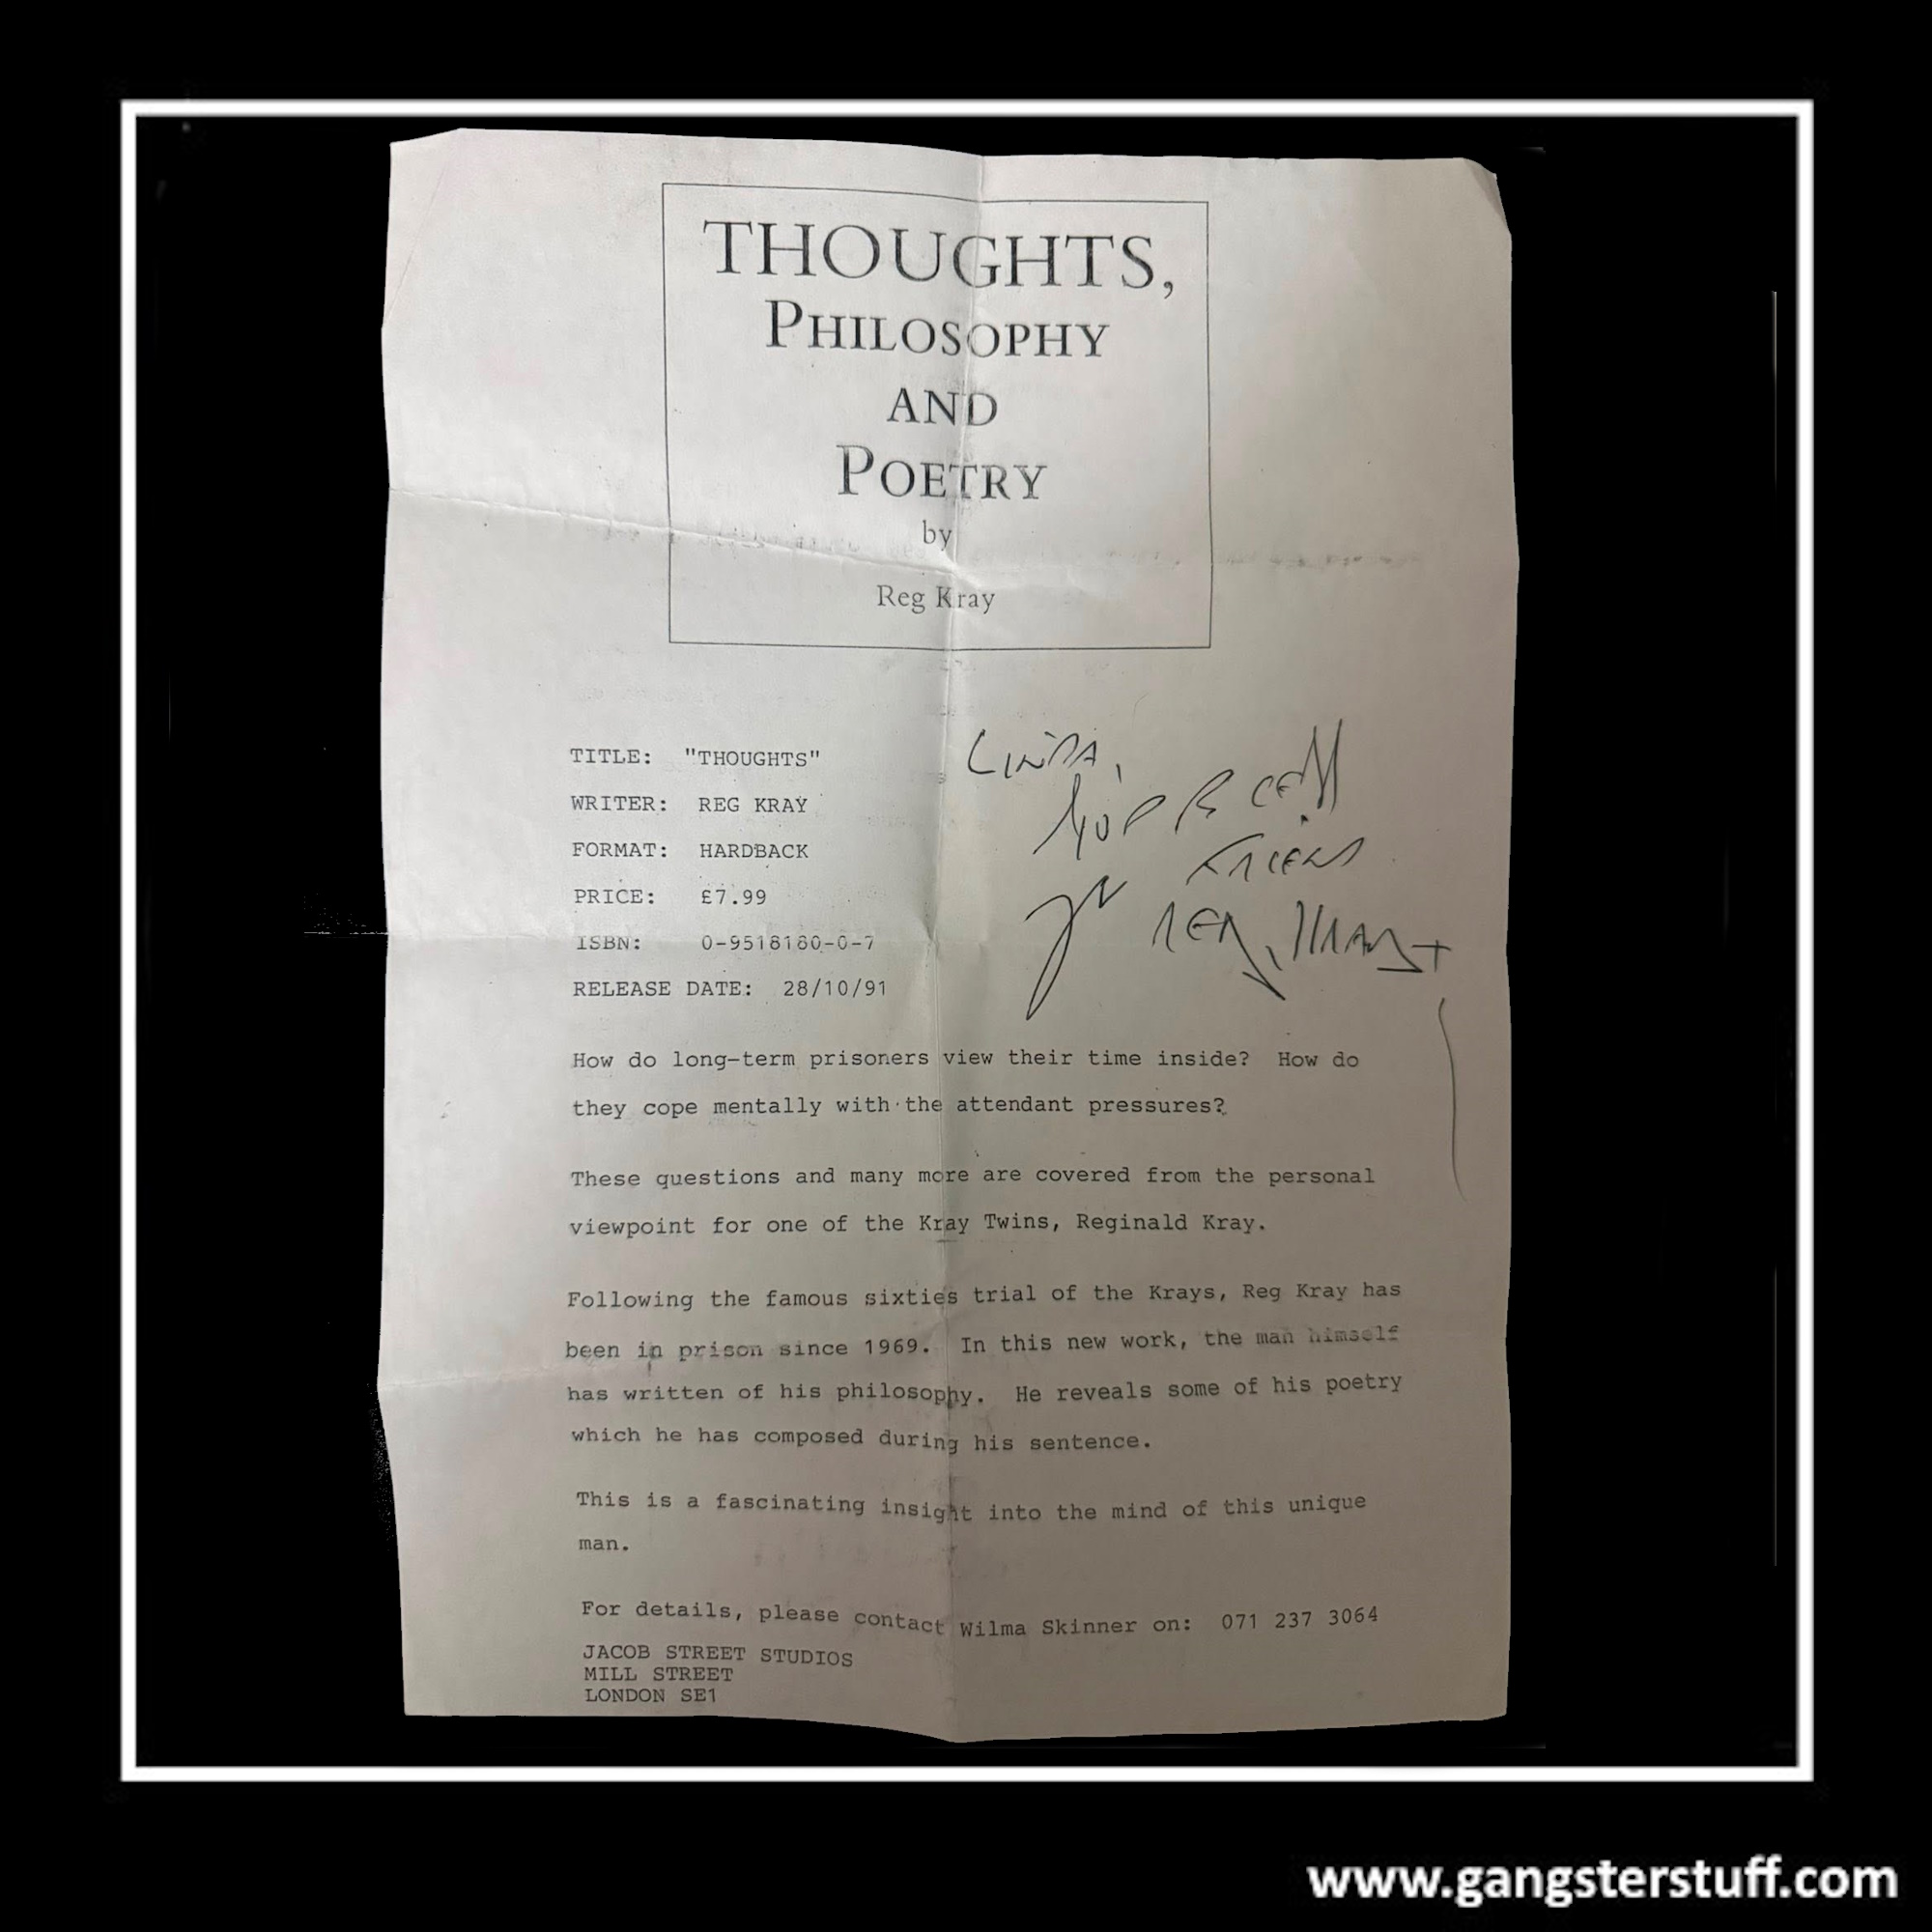 THOUGHTS,
PHILOSOPHY
AND
POETRY
by
Reg Kray
TITLE: "THOUGHTS"
WRITER: REG KRAY
FORMAT: HARDBACK
PRICE: £7.99
ISBN: 0-9518180-0-7
RELEASE DATE: 28/10/91
LINDA,
FRIEND
REG KRAY
How do long-term prisoners view their time inside? How do
they cope mentally with the attendant pressures?
These questions and many more are covered from the personal
viewpoint for one of the Kray Twins, Reginald Kray.
Following the famous sixties trial of the Krays, Reg Kray has
been in prison since 1969. In this new work, the man himself
has written of his philosophy. He reveals some of his poetry
which he has composed during his sentence.
This is a fascinating insight into the mind of this unique
man.
For details, please contact Wilma Skinner on: 071 237 3064
JACOB STREET STUDIOS
MILL STREET
LONDON SE1
www.gangsterstuff.com